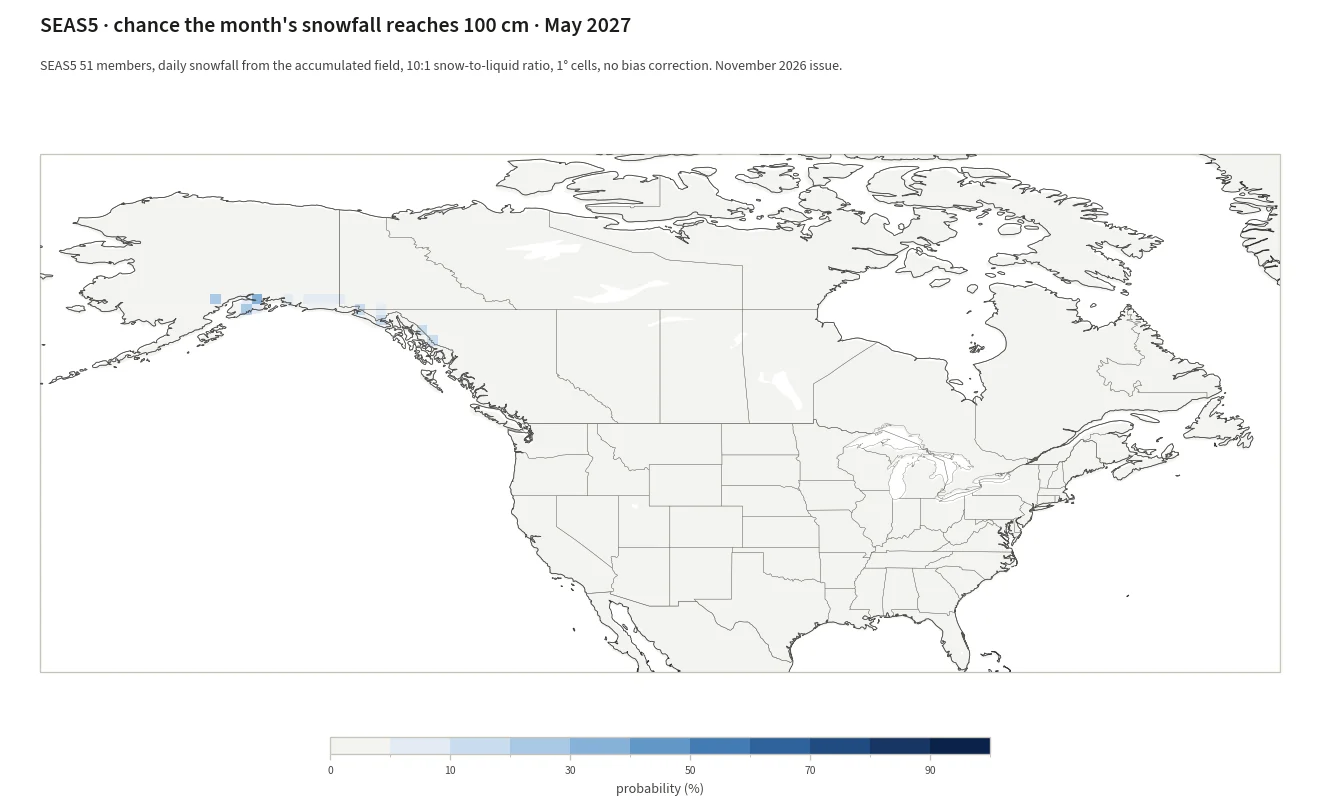 SEAS5 · chance the month's snowfall reaches 100 cm · May 2027
SEAS5 51 members, daily snowfall from the accumulated field, 10:1 snow-to-liquid ratio, 1° cells, no bias correction. November 2026 issue.
0 10 30 50 70 90
probability (%)